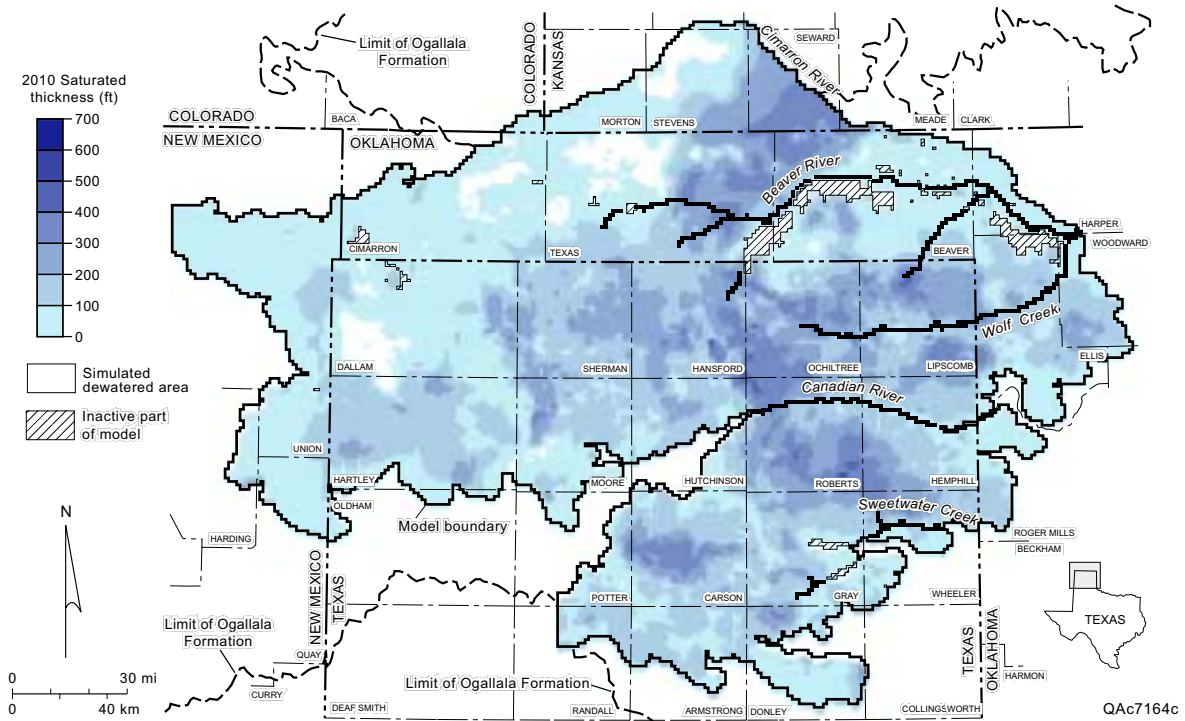 Limit of Ogallala
Formation
COLORADO
KANSAS
SEWARD
Cimarron River
2010 Saturated
thickness (ft)
700
600
500
400
300
200
100
0
COLORADO
NEW MEXICO
BACA
OKLAHOMA
MORTON
STEVENS
MEADE
CLARK
Beaver River
CIMARRON
TEXAS
BEAVER
HARPER
WOODWARD
Simulated
dewatered area
Inactive part
of model
DALLAM
SHERMAN
HANSFORD
OCHILTREE
LIPSCOMB
Wolf Creek
ELLIS
Canadian River
UNION
HARTLEY
MOORE
HUTCHINSON
ROBERTS
HEMPHILL
OLDHAM
Model boundary
Sweetwater Creek
N
HARDING
ROGER MILLS
BECKHAM
NEW MEXICO
TEXAS
POTTER
CARSON
GRAY
WHEELER
TEXAS
Limit of Ogallala
Formation
QUAY
TEXAS
OKLAHOMA
HARMON
0 30 mi
0 40 km
CURRY
Limit of Ogallala Formation
DEAF SMITH
RANDALL
ARMSTRONG
DONLEY
COLLINGSWORTH
QAc7164c